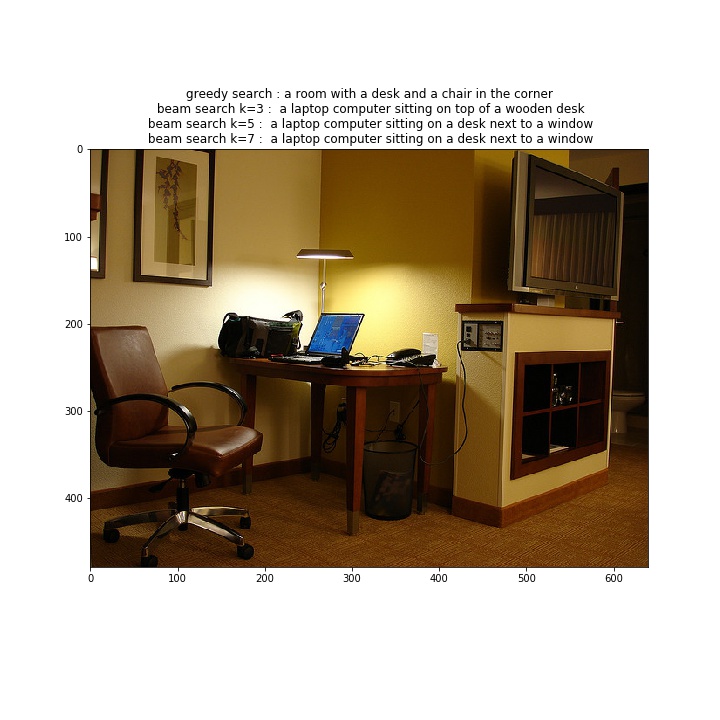 greedy search : a room with a desk and a chair in the corner
beam search k=3 :  a laptop computer sitting on top of a wooden desk
beam search k=5 :  a laptop computer sitting on a desk next to a window
beam search k=7 :  a laptop computer sitting on a desk next to a window
0
100
200
300
400
0 100 200 300 400 500 600